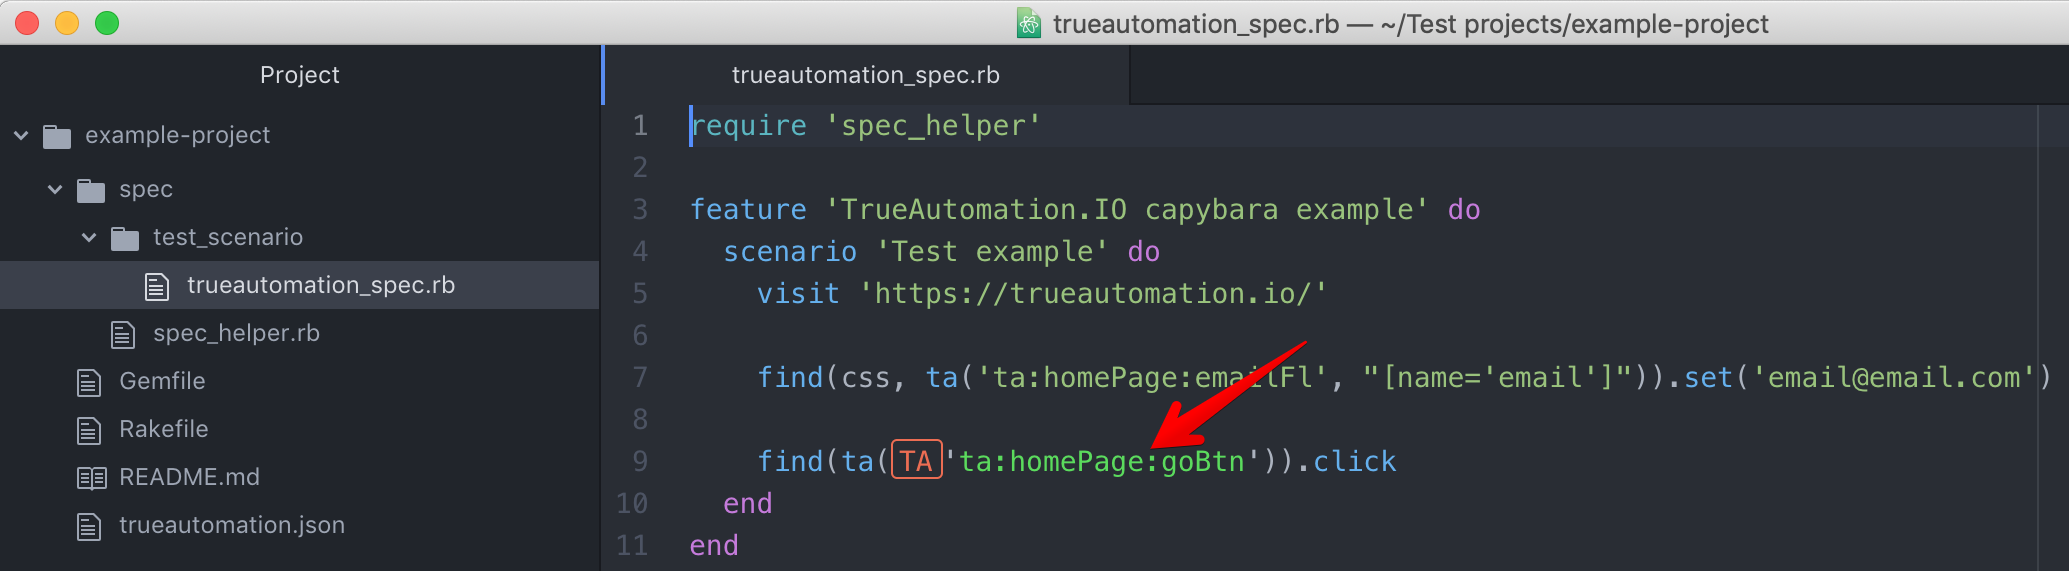 trueautomation_spec.rb — ~/Test projects/example-project
Project
example-project
spec
test_scenario
trueautomation_spec.rb
spec_helper.rb
Gemfile
Rakefile
README.md
trueautomation.json
trueautomation_spec.rb
1 require 'spec_helper'
2
3 feature 'TrueAutomation.IO capybara example' do
4 scenario 'Test example' do
5 visit 'https://trueautomation.io/'
6
7 find(css, ta('ta:homePage:emailFl', "[name='email']")).set('email@email.com')
8
9 find(ta(TA'ta:homePage:goBtn')).click
10 end
11 end